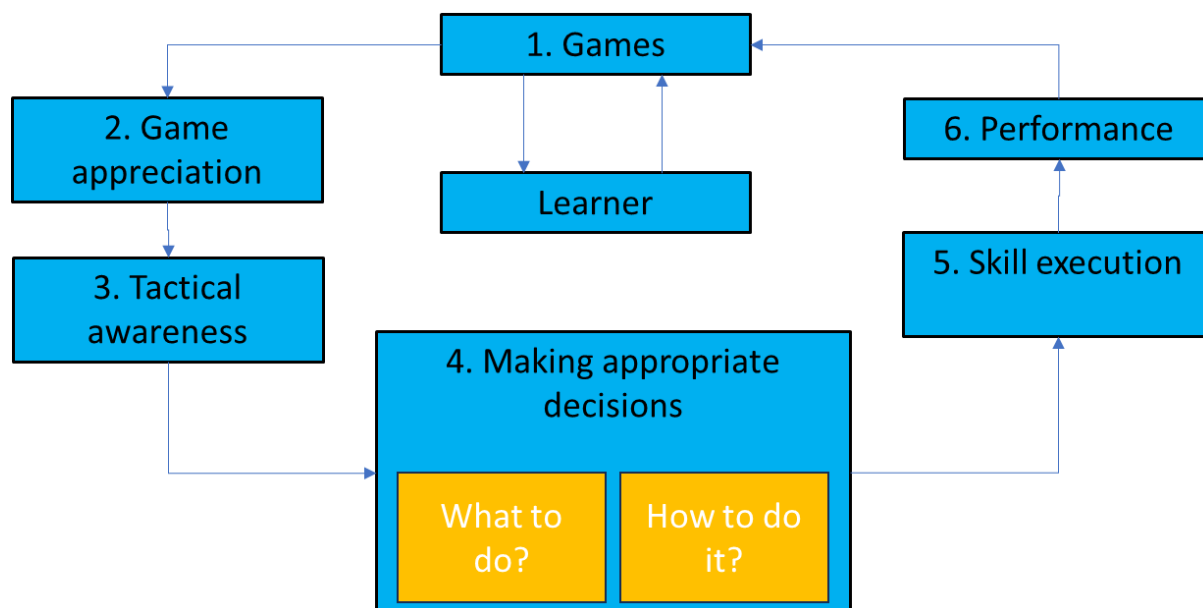 1. Games
2. Game
appreciation
6. Performance
Learner
3. Tactical
awareness
5. Skill execution
4. Making appropriate
decisions
What to
do?
How to do
it?